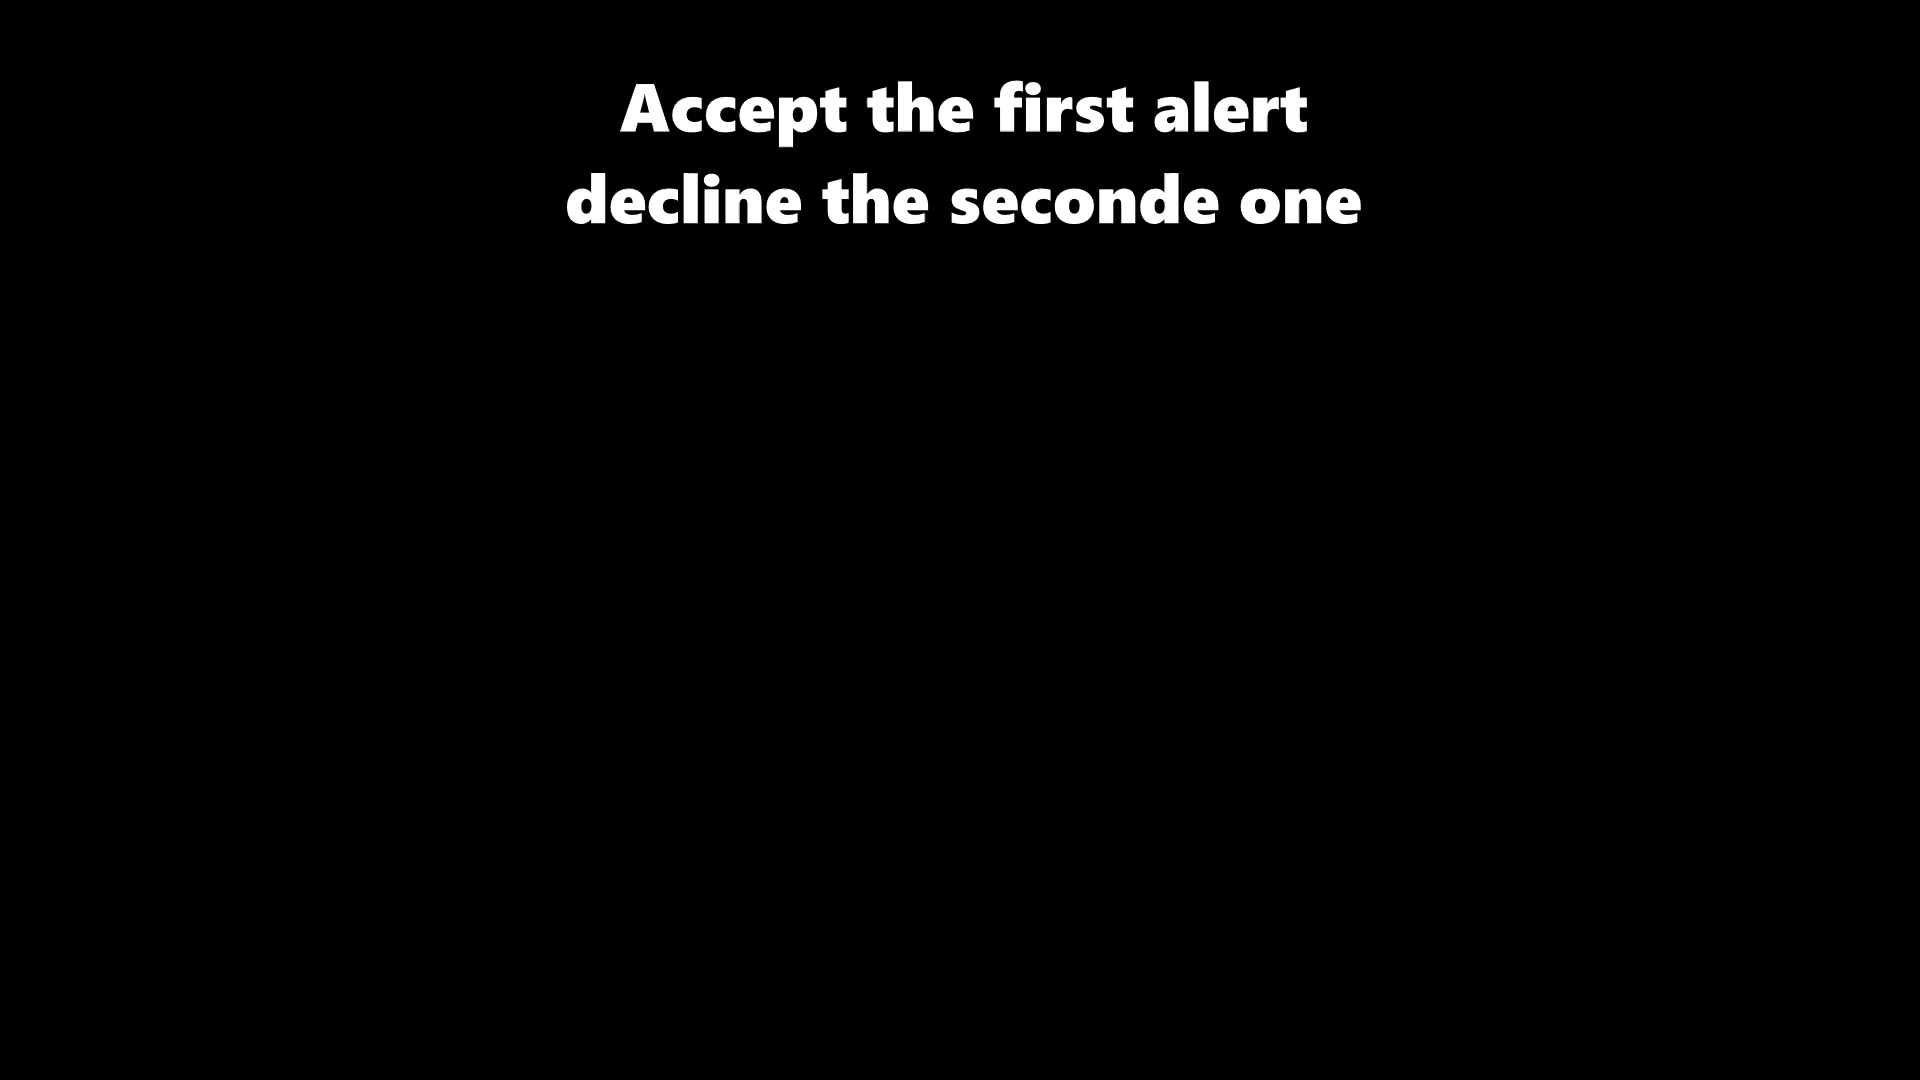 Accept the first alert
decline the seconde one